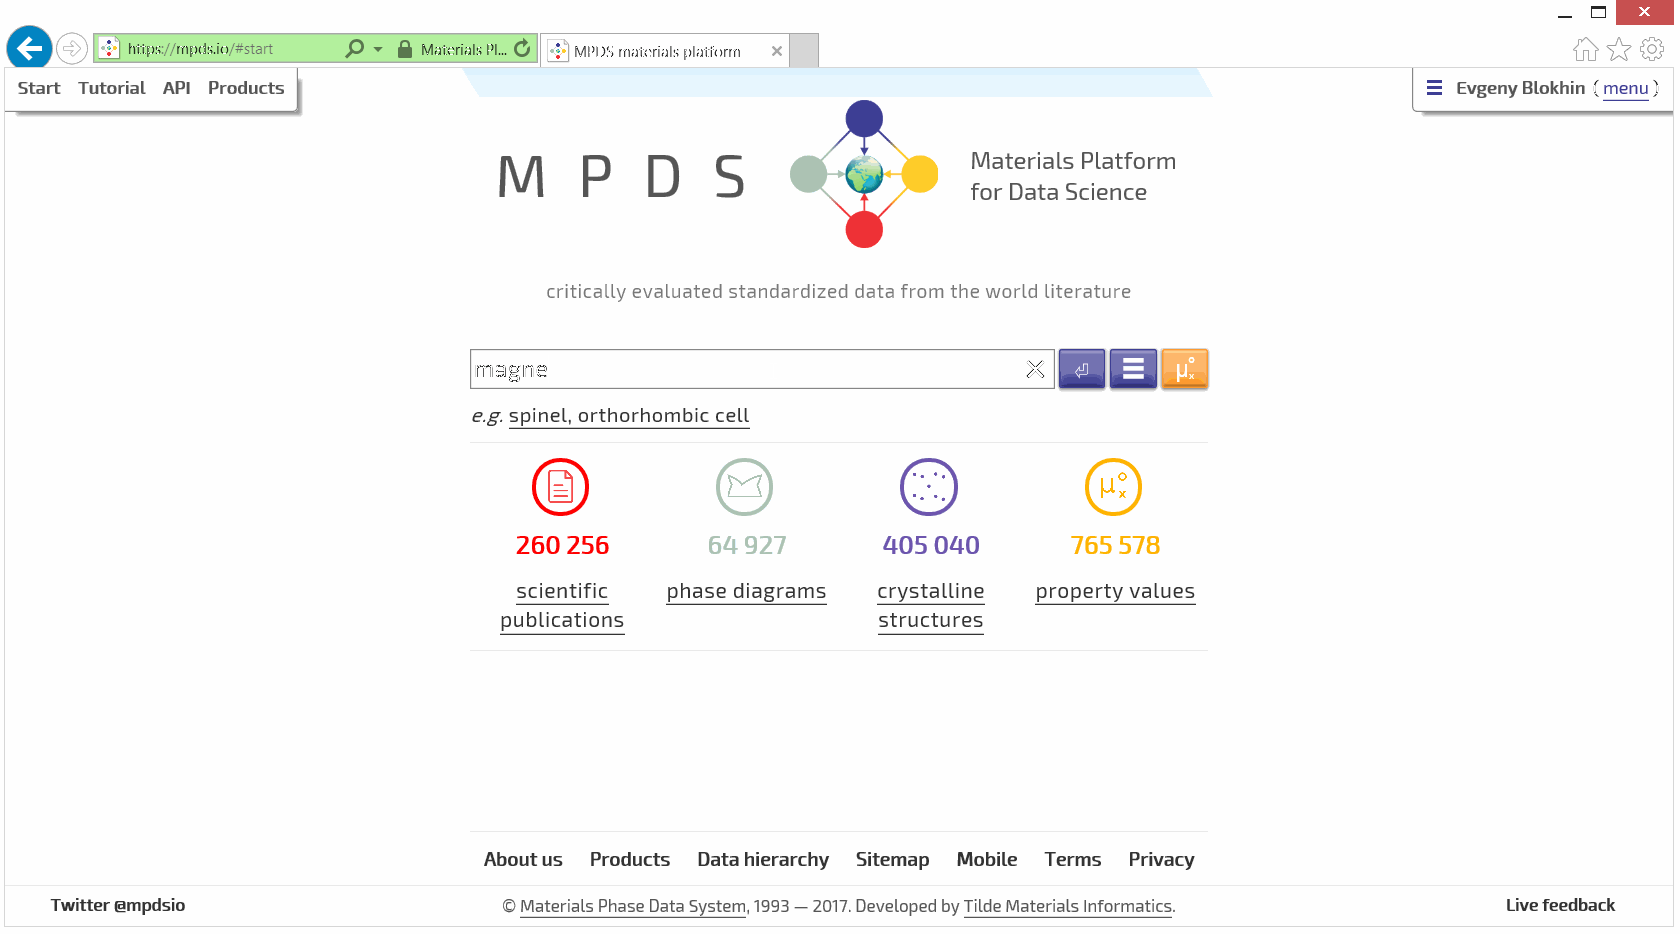 https://mpds.io/#start
Materials Pl...
MPDS materials platform
Start Tutorial API Products
Evgeny Blokhin ( menu )
M P D S
Materials Platform
for Data Science
critically evaluated standardized data from the world literature
magne
μ°x
e.g. spinel, orthorhombic cell
μ°x
260 256
64 927
405 040
765 578
scientific
publications
phase diagrams
crystalline
structures
property values
About us Products Data hierarchy Sitemap Mobile Terms Privacy
Twitter @mpdsio
© Materials Phase Data System, 1993 — 2017. Developed by Tilde Materials Informatics.
Live feedback